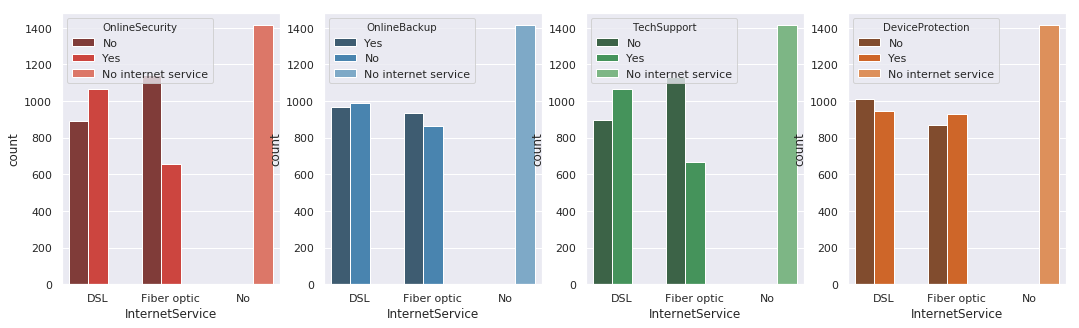 OnlineSecurity
No
Yes
No internet service
1400
1200
1000
800
600
400
200
0
count
DSL
Fiber optic
No
InternetService
OnlineBackup
Yes
No
No internet service
1400
1200
1000
800
600
400
200
0
count
DSL
Fiber optic
No
InternetService
TechSupport
No
Yes
No internet service
1400
1200
1000
800
600
400
200
0
count
DSL
Fiber optic
No
InternetService
DeviceProtection
No
Yes
No internet service
1400
1200
1000
800
600
400
200
0
count
DSL
Fiber optic
No
InternetService